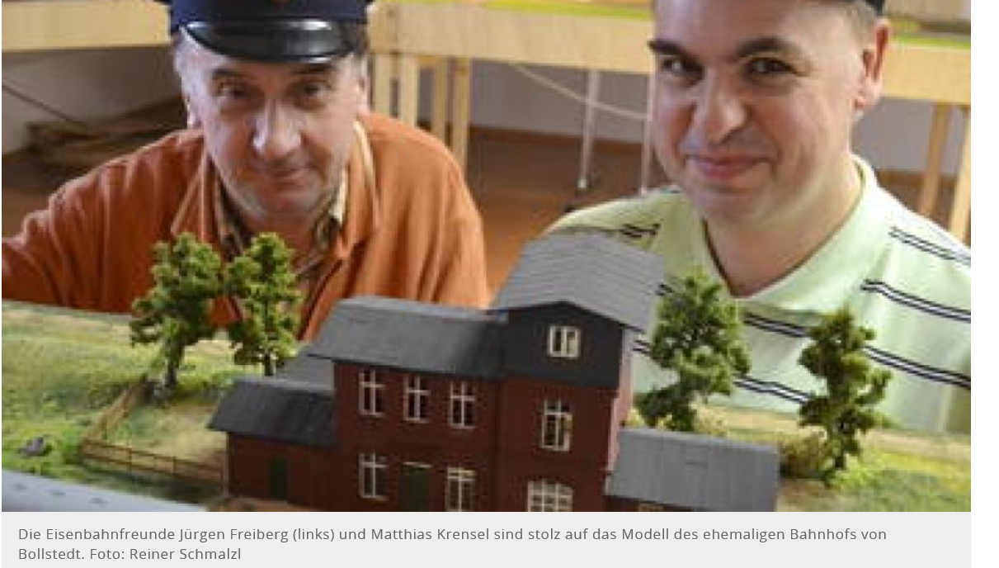 Die Eisenbahnfreunde Jürgen Freiberg (links) und Matthias Krensel sind stolz auf das Modell des ehemaligen Bahnhofs von
Bollstedt. Foto: Reiner Schmalzl